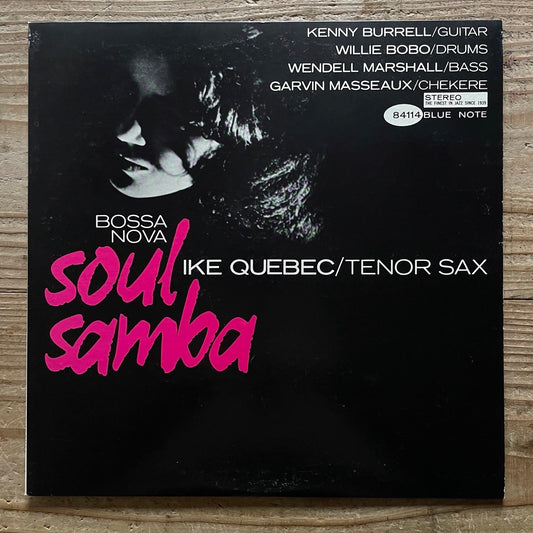 KENNY BURRELL/GUITAR
WILLIE BOBO/DRUMS
WENDELL MARSHALL/BASS
GARVIN MASSEAUX/CHEKERE
STEREO
THE FINEST IN JAZZ SINCE 1939
84114 BLUE NOTE
BOSSA
NOVA
soul
IKE QUEBEC/TENOR SAX
samba